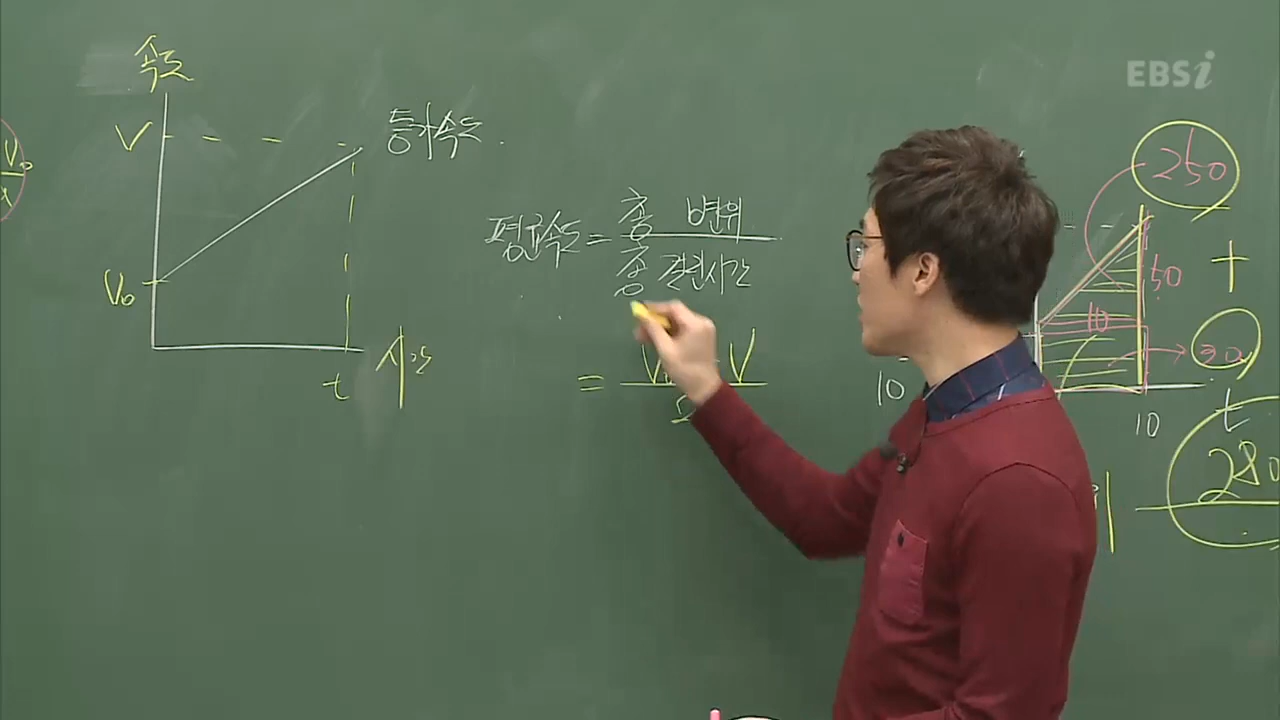 속도
V
V₀
등가속도
시간
t
평균속도 = 총 변위 / 총 걸린시간
= V₀ V / 2
EBSi
250
+
50
10
30
10
10
t
280